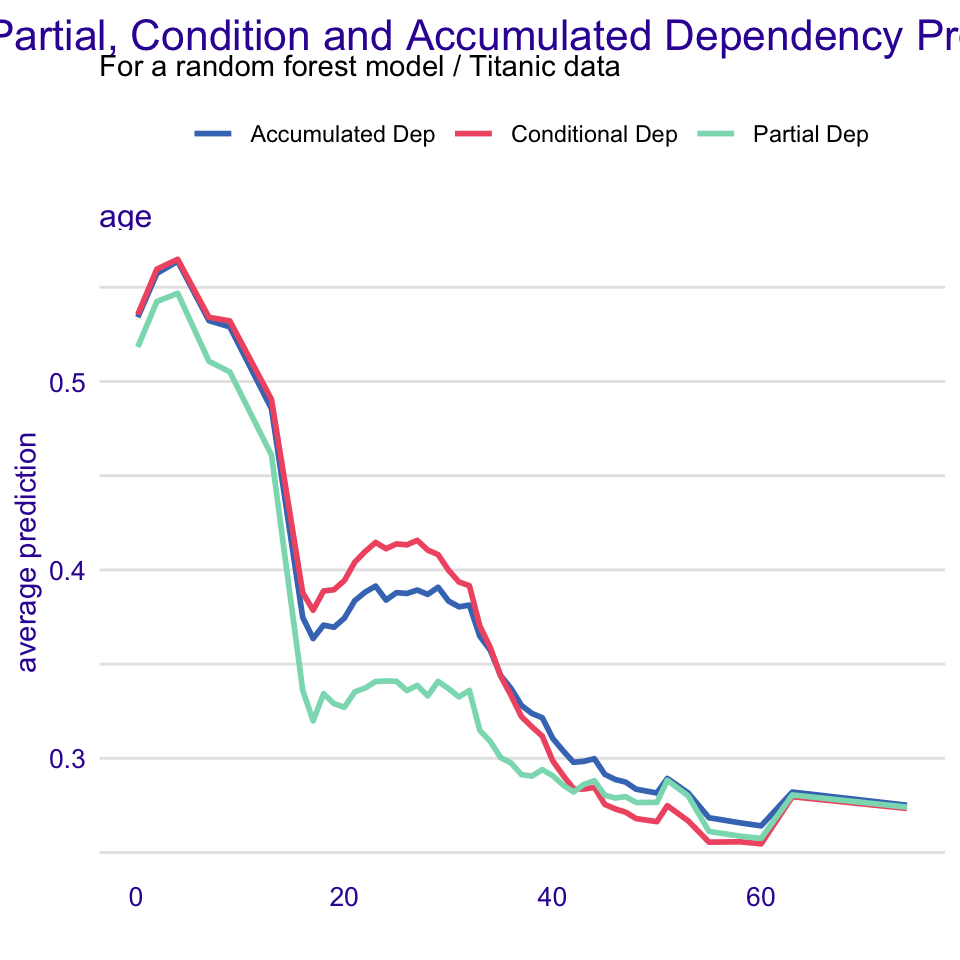 Partial, Condition and Accumulated Dependency Pr
For a random forest model / Titanic data
Accumulated Dep Conditional Dep Partial Dep
age
average prediction
0.5
0.4
0.3
0 20 40 60